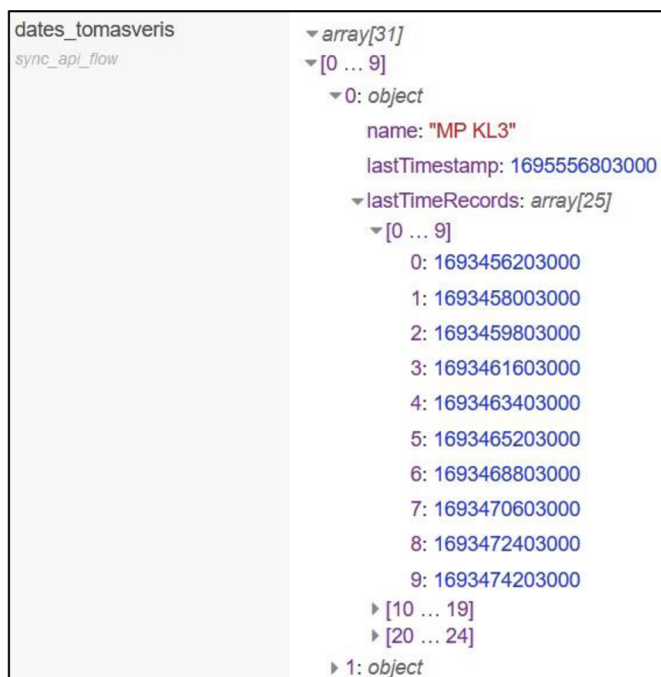 dates_tomasveris
sync_api_flow
array[31]
[0 … 9]
0: object
name: "MP KL3"
lastTimestamp: 1695556803000
lastTimeRecords: array[25]
[0 … 9]
0: 1693456203000
1: 1693458003000
2: 1693459803000
3: 1693461603000
4: 1693463403000
5: 1693465203000
6: 1693468803000
7: 1693470603000
8: 1693472403000
9: 1693474203000
[10 … 19]
[20 … 24]
1: object